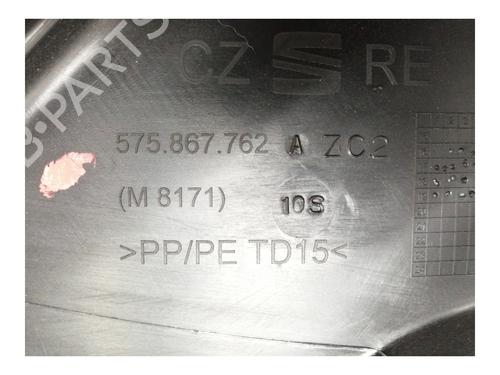 B-PARTS
CZ RE
575.867.762 A ZC2
(M 8171) 10S
>PP/PE TD15<